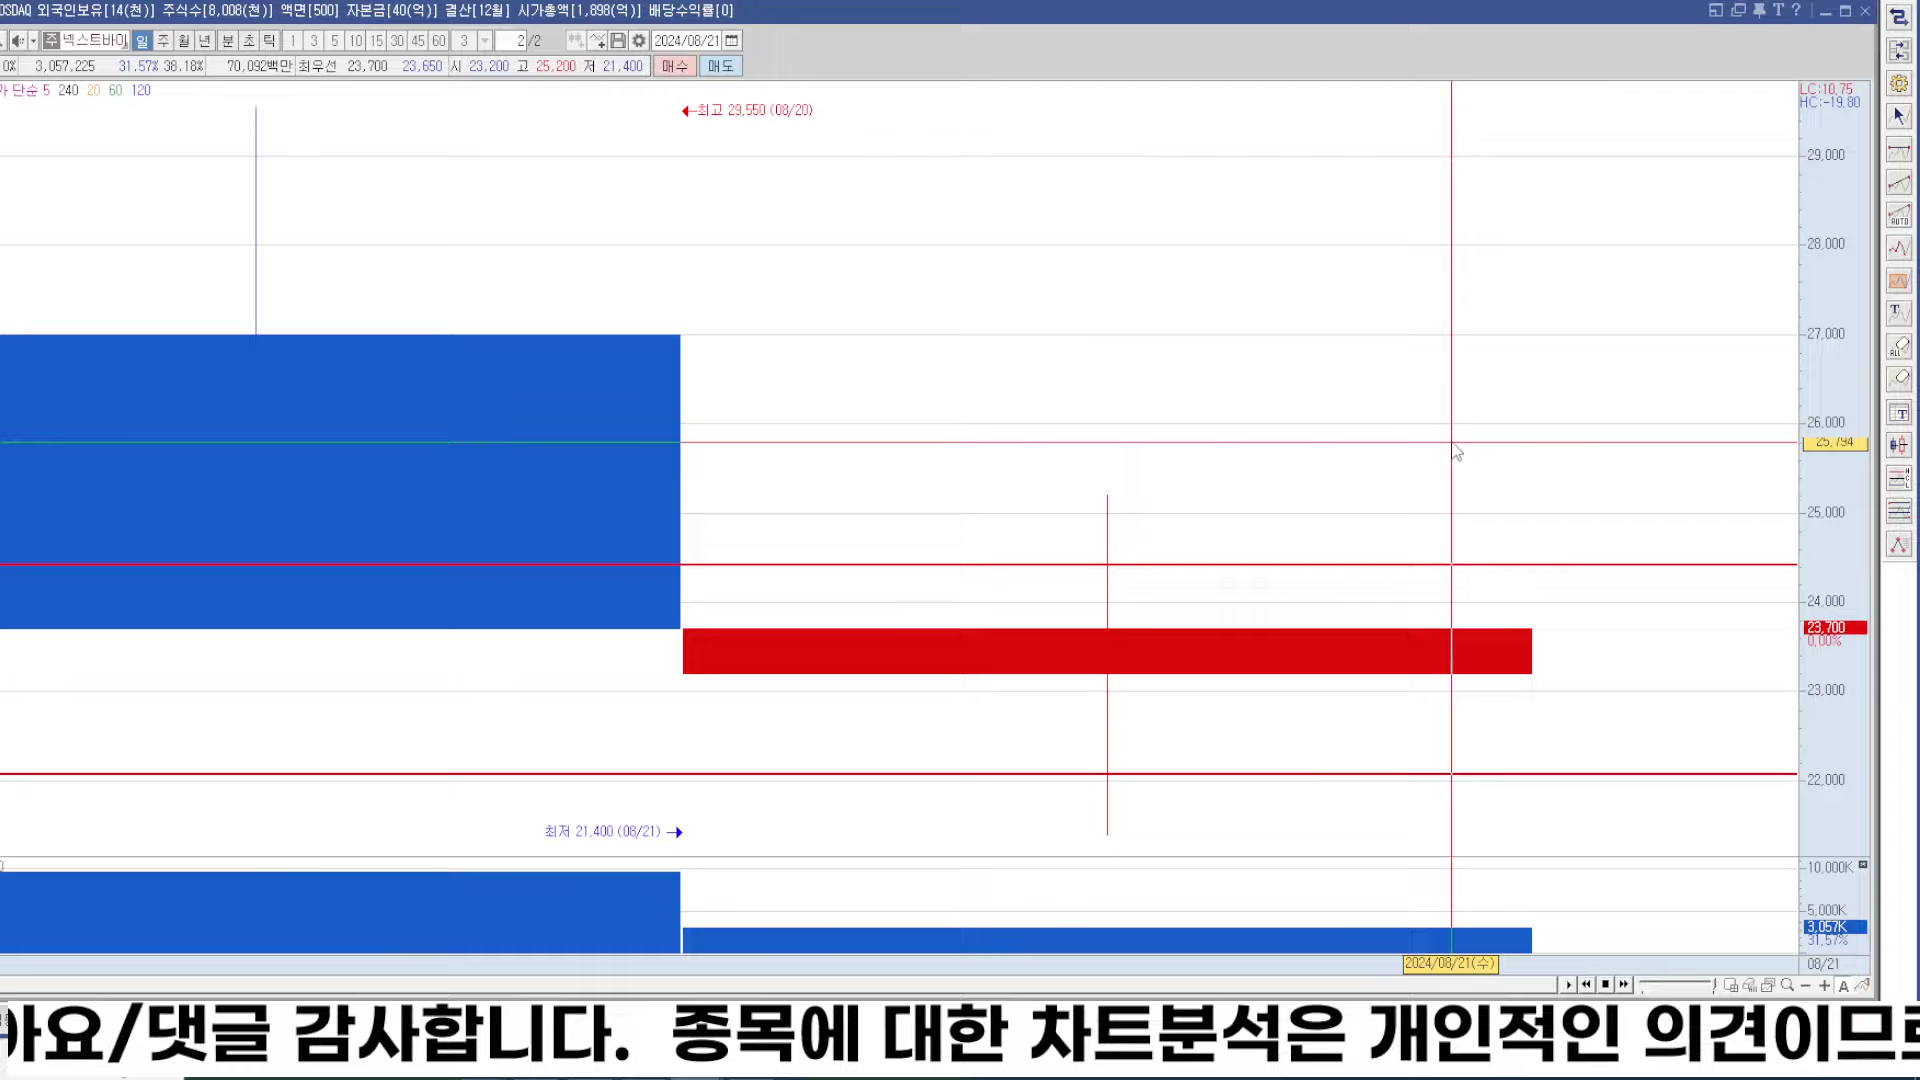 OSDAQ 외국인보유[14(천)] 주식수[8,008(천)] 액면[500] 자본금[40(억)] 결산[12월] 시가총액[1,898(억)] 배당수익률[0]
주 넥스트바이 일 주 월 년 분 초 틱 1 3 5 10 15 30 45 60 3 2 /2 2024/08/21
0% 3,057,225 31.57% 38.18% 70,092백만 최우선 23,700 23,650 시 23,200 고 25,200 저 21,400 매수 매도
가 단순 5 240 20 60 120
LC:10.75
HC:-19.80
최고 29,550 (08/20)
29,000
28,000
27,000
26,000
25,794
25,000
24,000
23,700
0.00%
23,000
22,000
최저 21,400 (08/21)
10,000K
5,000K
3,057K
31.57%
2024/08/21(수)
08/21
아요/댓글 감사합니다. 종목에 대한 차트분석은 개인적인 의견이므로